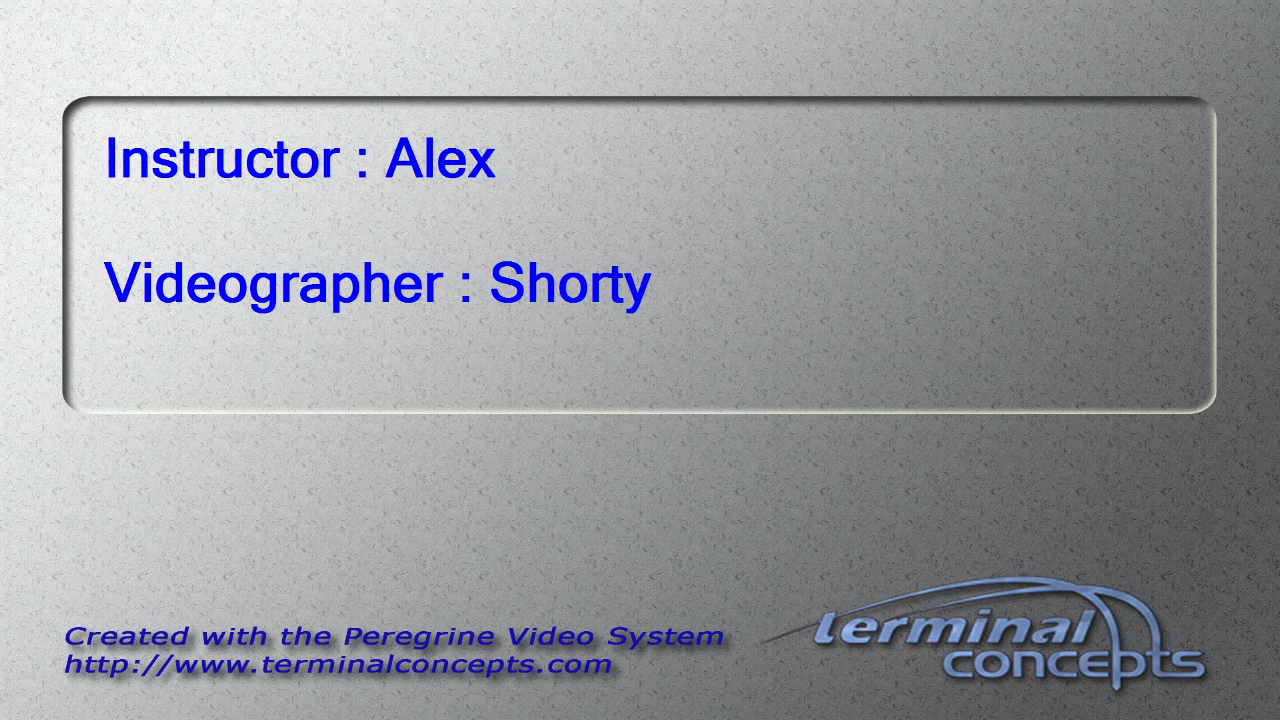 Instructor : Alex
Videographer : Shorty
Created with the Peregrine Video System
http://www.terminalconcepts.com
terminal
concepts